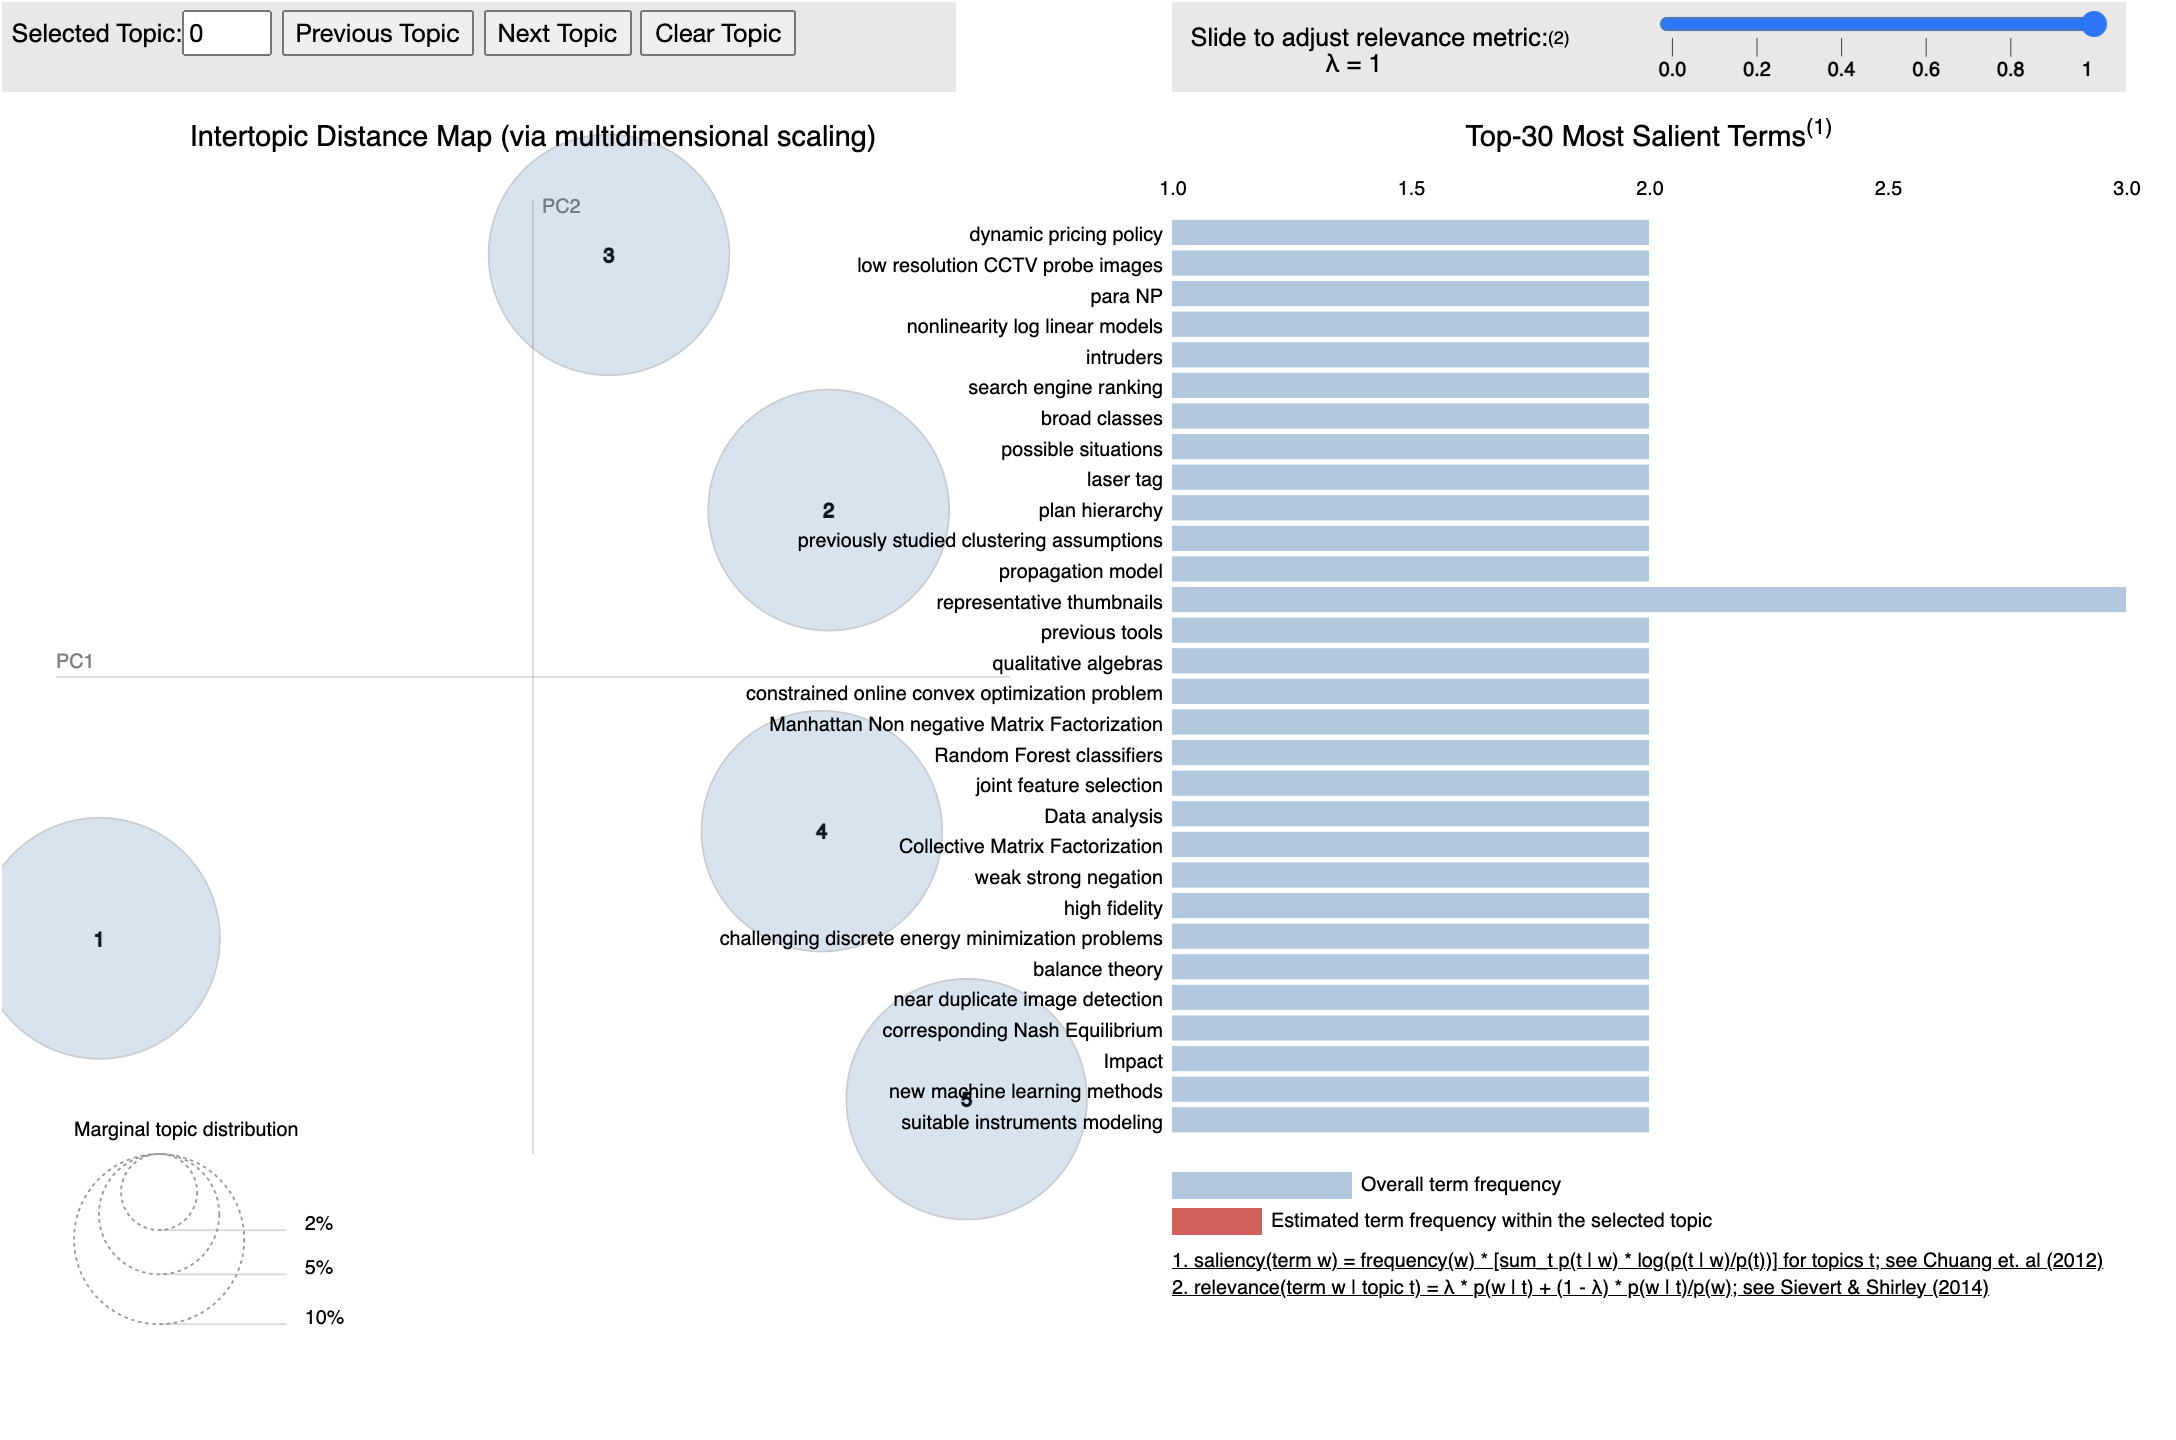 Selected Topic: 0 Previous Topic Next Topic Clear Topic
Slide to adjust relevance metric:(2)
λ = 1
0.0 0.2 0.4 0.6 0.8 1
Intertopic Distance Map (via multidimensional scaling)
PC2
PC1
3
2
4
1
5
Marginal topic distribution
2%
5%
10%
Top-30 Most Salient Terms(1)
1.0 1.5 2.0 2.5 3.0
dynamic pricing policy
low resolution CCTV probe images
para NP
nonlinearity log linear models
intruders
search engine ranking
broad classes
possible situations
laser tag
plan hierarchy
previously studied clustering assumptions
propagation model
representative thumbnails
previous tools
qualitative algebras
constrained online convex optimization problem
Manhattan Non negative Matrix Factorization
Random Forest classifiers
joint feature selection
Data analysis
Collective Matrix Factorization
weak strong negation
high fidelity
challenging discrete energy minimization problems
balance theory
near duplicate image detection
corresponding Nash Equilibrium
Impact
new machine learning methods
suitable instruments modeling
Overall term frequency
Estimated term frequency within the selected topic
1. saliency(term w) = frequency(w) * [sum_t p(t | w) * log(p(t | w)/p(t))] for topics t; see Chuang et. al (2012)
2. relevance(term w | topic t) = λ * p(w | t) + (1 - λ) * p(w | t)/p(w); see Sievert & Shirley (2014)